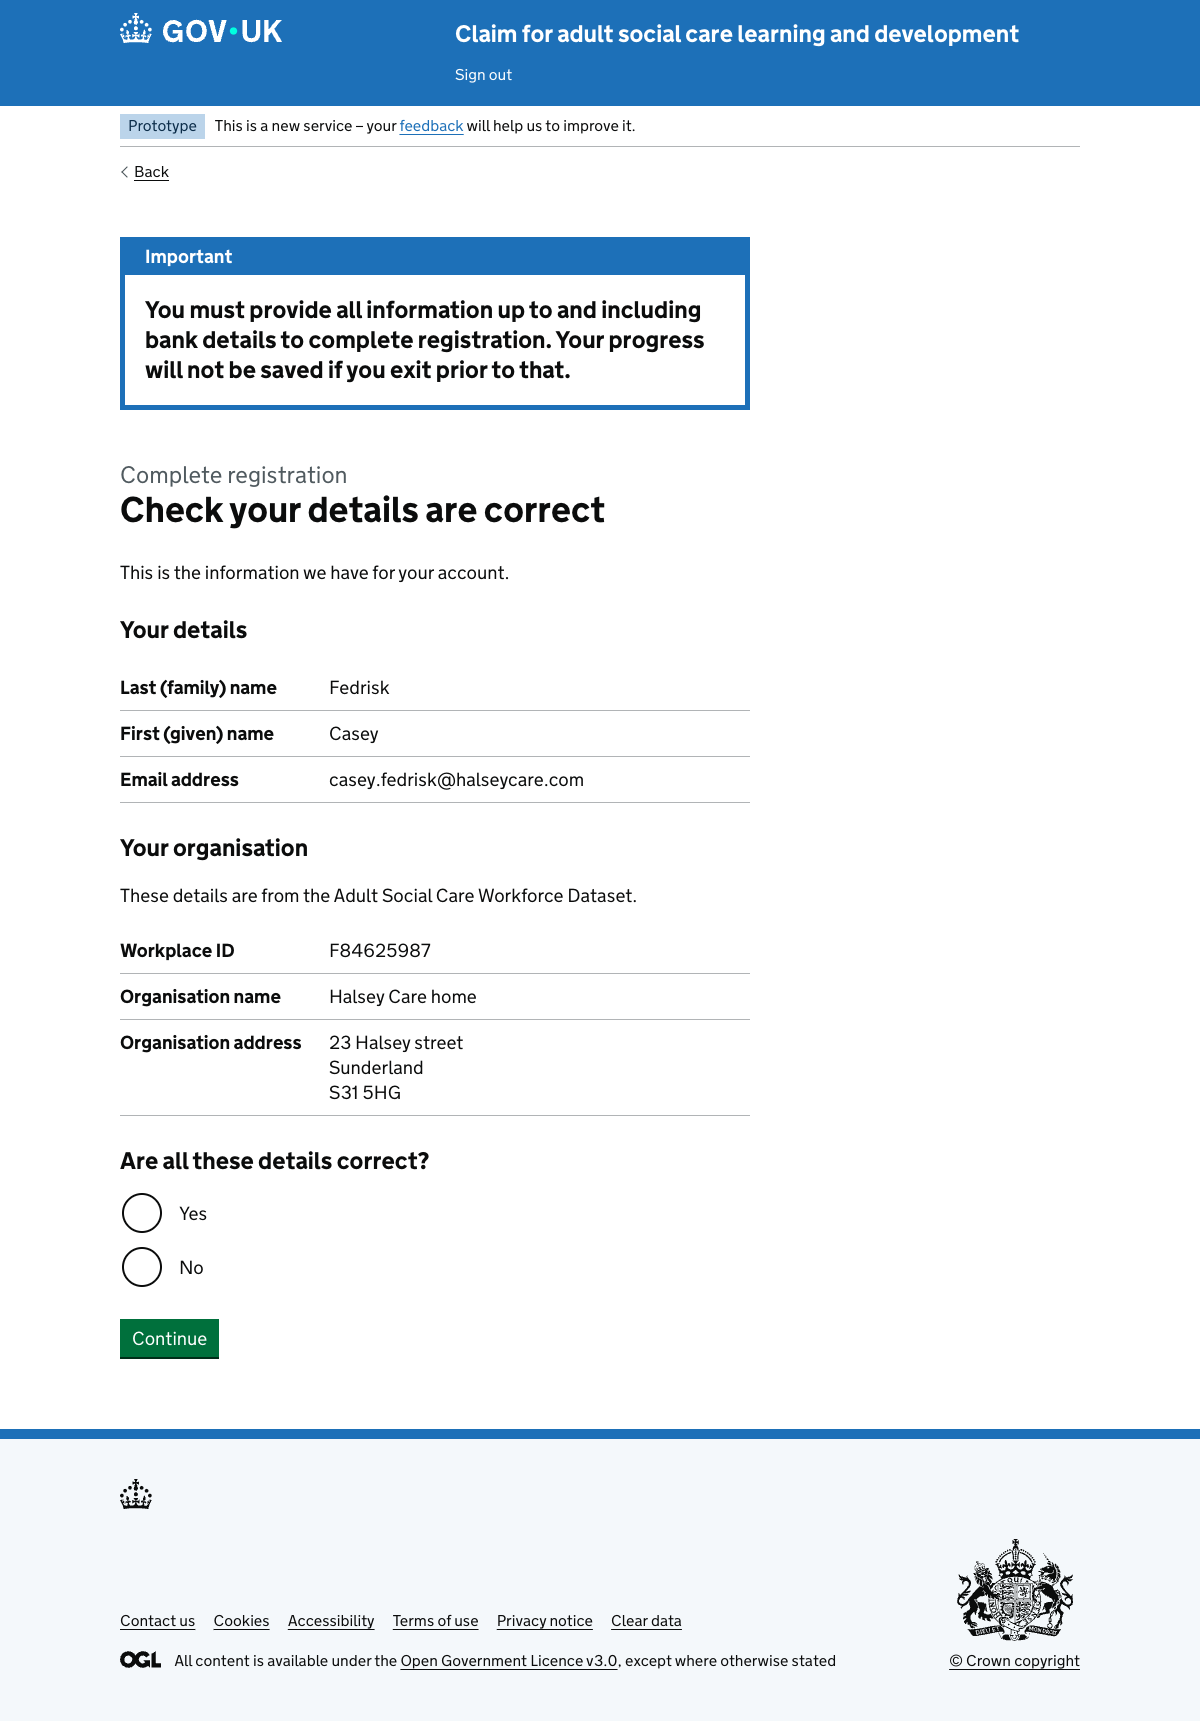 GOV·UK
Claim for adult social care learning and development
Sign out
Prototype This is a new service – your feedback will help us to improve it.
Back
Important
You must provide all information up to and including
bank details to complete registration. Your progress
will not be saved if you exit prior to that.
Complete registration
Check your details are correct
This is the information we have for your account.
Your details
Last (family) name Fedrisk
First (given) name Casey
Email address casey.fedrisk@halseycare.com
Your organisation
These details are from the Adult Social Care Workforce Dataset.
Workplace ID F84625987
Organisation name Halsey Care home
Organisation address 23 Halsey street
Sunderland
S31 5HG
Are all these details correct?
Yes
No
Continue
Contact us Cookies Accessibility Terms of use Privacy notice Clear data
OGL All content is available under the Open Government Licence v3.0, except where otherwise stated
© Crown copyright